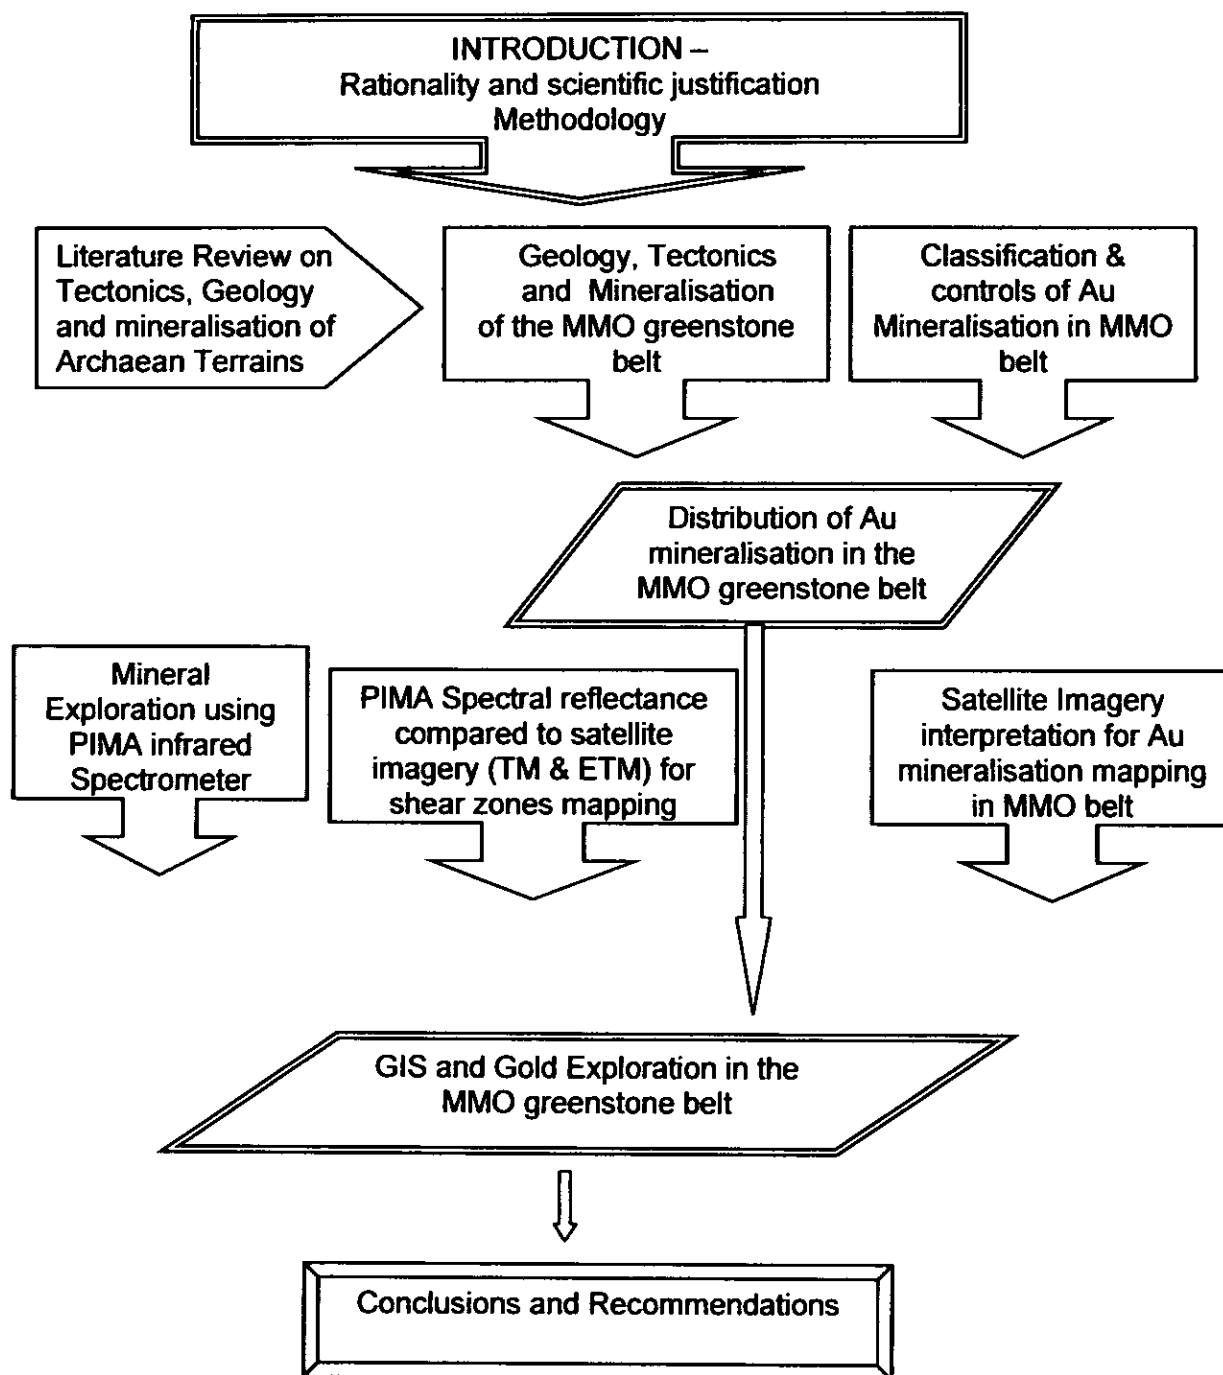 INTRODUCTION –
Rationality and scientific justification
Methodology
Literature Review on
Tectonics, Geology
and mineralisation of
Archaean Terrains
Geology, Tectonics
and Mineralisation
of the MMO greenstone
belt
Classification &
controls of Au
Mineralisation in MMO
belt
Distribution of Au
mineralisation in the
MMO greenstone belt
Mineral
Exploration using
PIMA infrared
Spectrometer
PIMA Spectral reflectance
compared to satellite
imagery (TM & ETM) for
shear zones mapping
Satellite Imagery
interpretation for Au
mineralisation mapping
in MMO belt
GIS and Gold Exploration in the
MMO greenstone belt
Conclusions and Recommendations